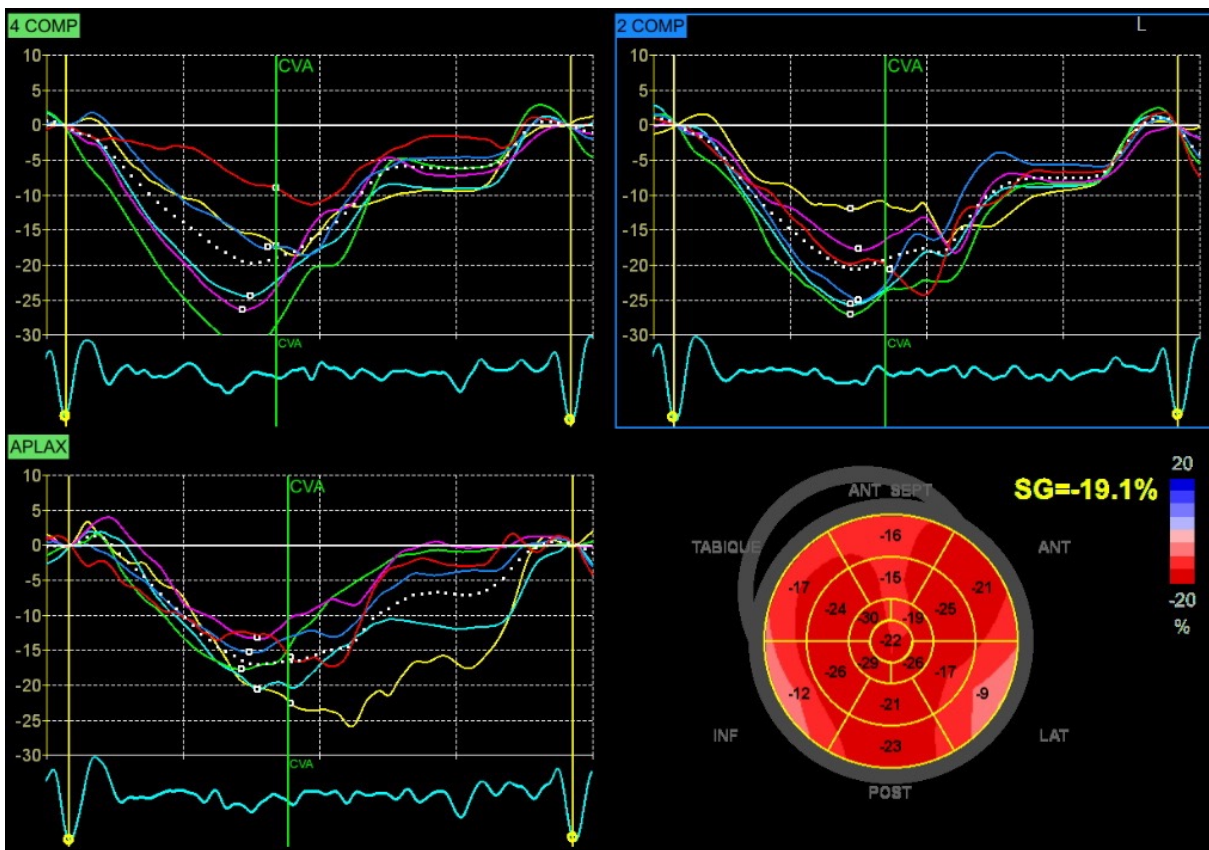 4 COMP
10
5
0
-5
-10
-15
-20
-25
-30
CVA
CVA
2 COMP
L
10
5
0
-5
-10
-15
-20
-25
-30
CVA
CVA
APLAX
10
5
0
-5
-10
-15
-20
-25
-30
CVA
CVA
SG=-19.1%
20
-20
%
ANT SEPT
TABIQUE
ANT
-16
-17
-21
-15
-24
-25
-30
-19
-22
-29
-26
-26
-17
-12
-9
-21
-23
INF
LAT
POST